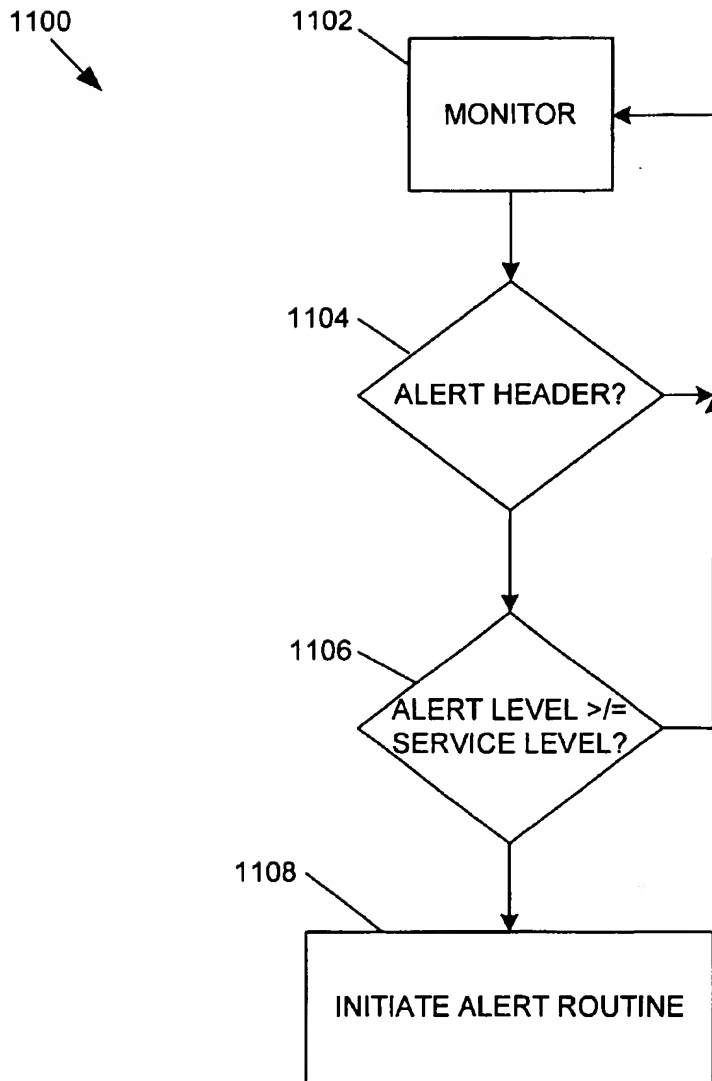 1100
1102
MONITOR
1104
ALERT HEADER?
1106
ALERT LEVEL >/=
SERVICE LEVEL?
1108
INITIATE ALERT ROUTINE